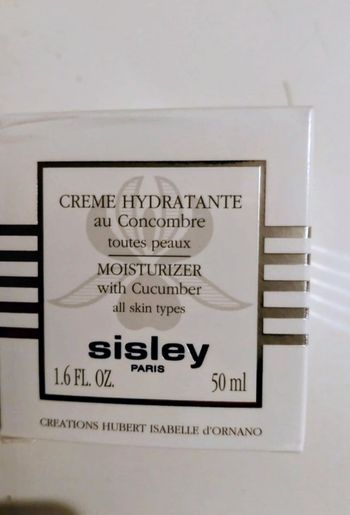 CREME HYDRATANTE
au Concombre
toutes peaux
MOISTURIZER
with Cucumber
all skin types
sisley
PARIS
1.6 FL. OZ. 50 ml
CREATIONS HUBERT ISABELLE d'ORNANO